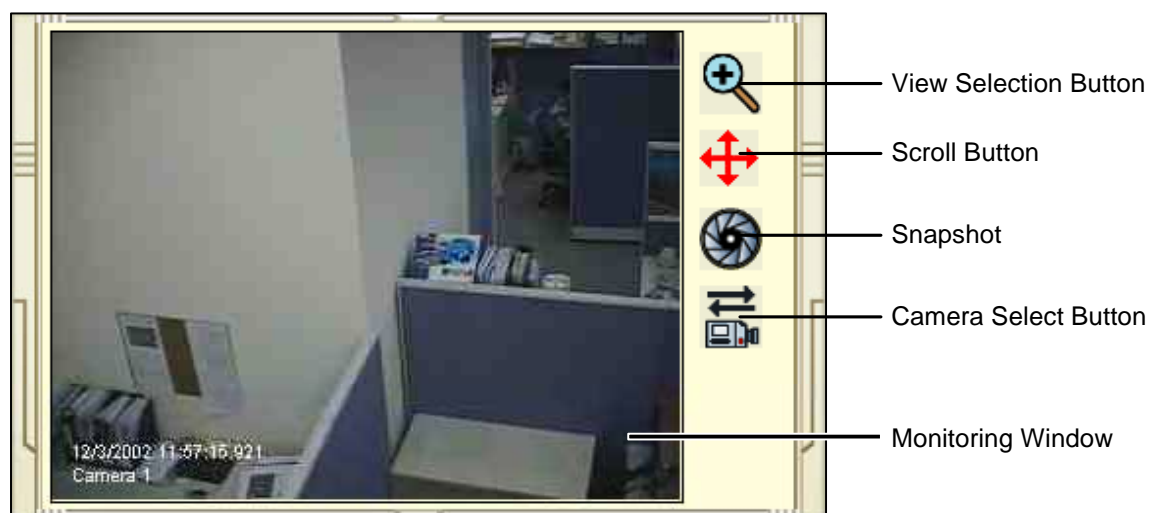 View Selection Button
Scroll Button
Snapshot
Camera Select Button
Monitoring Window
12/3/2002 11:57:15.921
Camera 1